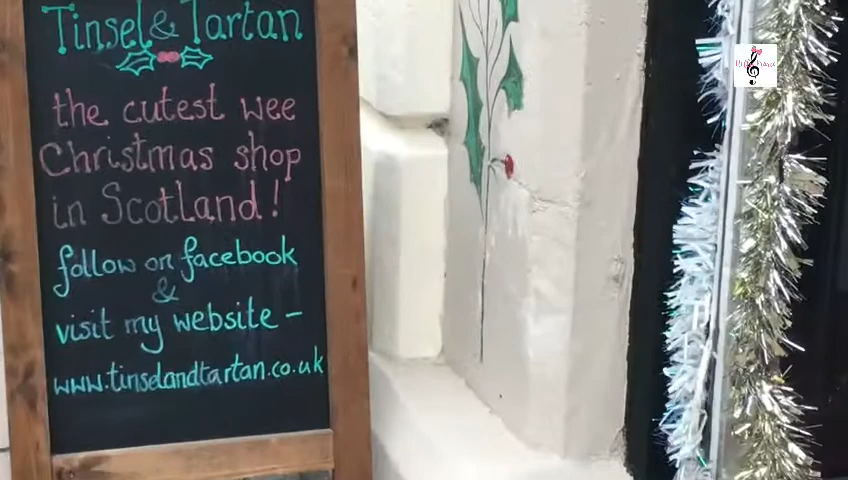 Tinsel & Tartan
the cutest wee
Christmas shop
in Scotland!
follow on facebook
&
visit my website –
www.tinselandtartan.co.uk